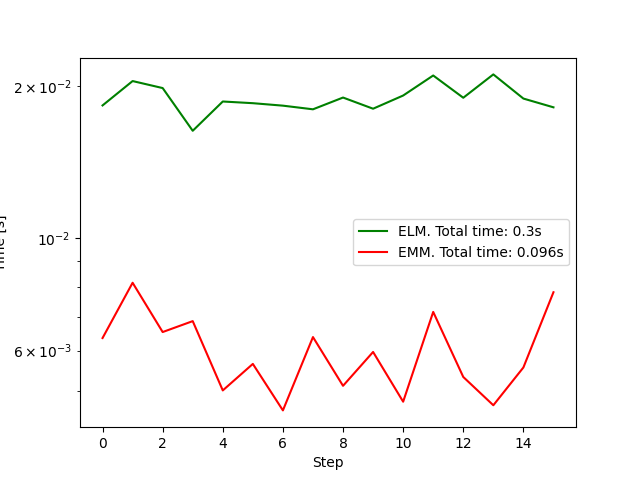 2 × 10⁻²
10⁻²
6 × 10⁻³
Time [s]
ELM. Total time: 0.3s
EMM. Total time: 0.096s
0 2 4 6 8 10 12 14
Step